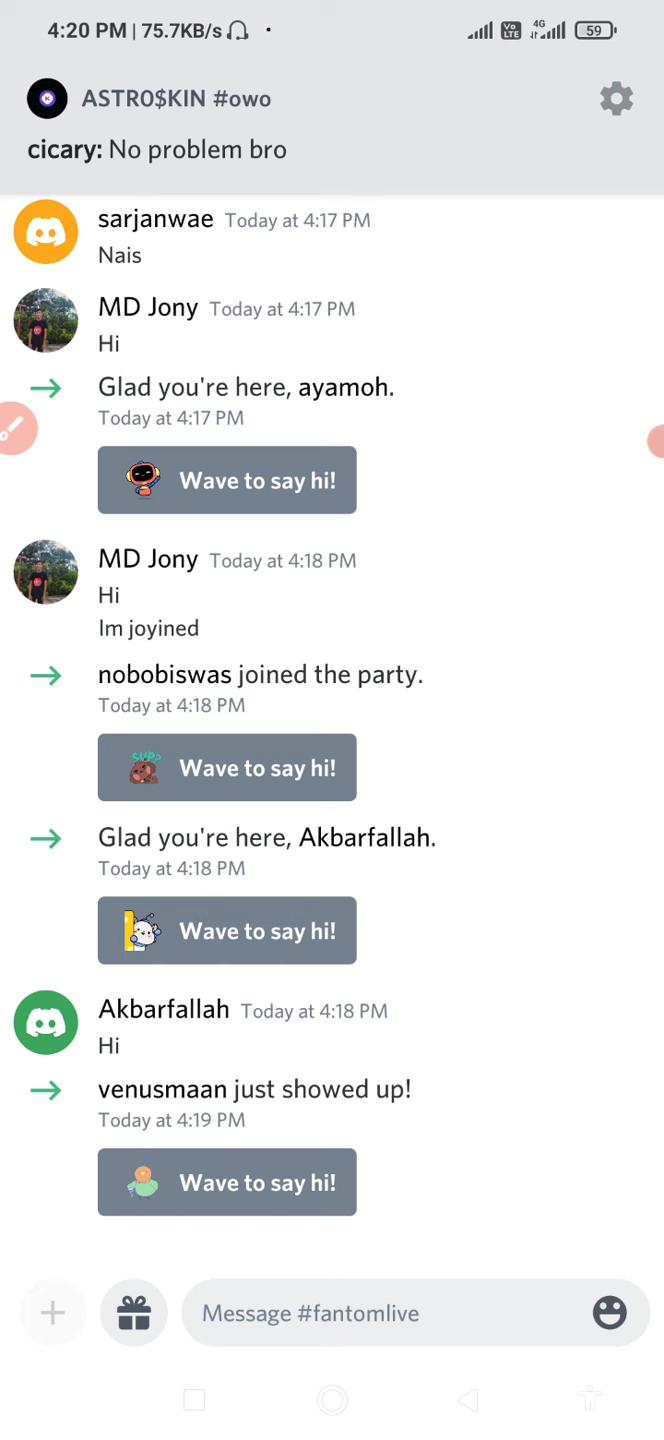 4:20 PM | 75.7KB/s Vo LTE 4G 59
ASTR0$KIN #owo
cicary: No problem bro
sarjanwae Today at 4:17 PM
Nais
MD Jony Today at 4:17 PM
Hi
Glad you're here, ayamoh.
Today at 4:17 PM
Wave to say hi!
MD Jony Today at 4:18 PM
Hi
Im joyined
nobobiswas joined the party.
Today at 4:18 PM
SUP?
Wave to say hi!
Glad you're here, Akbarfallah.
Today at 4:18 PM
Wave to say hi!
Akbarfallah Today at 4:18 PM
Hi
venusmaan just showed up!
Today at 4:19 PM
Wave to say hi!
Message #fantomlive